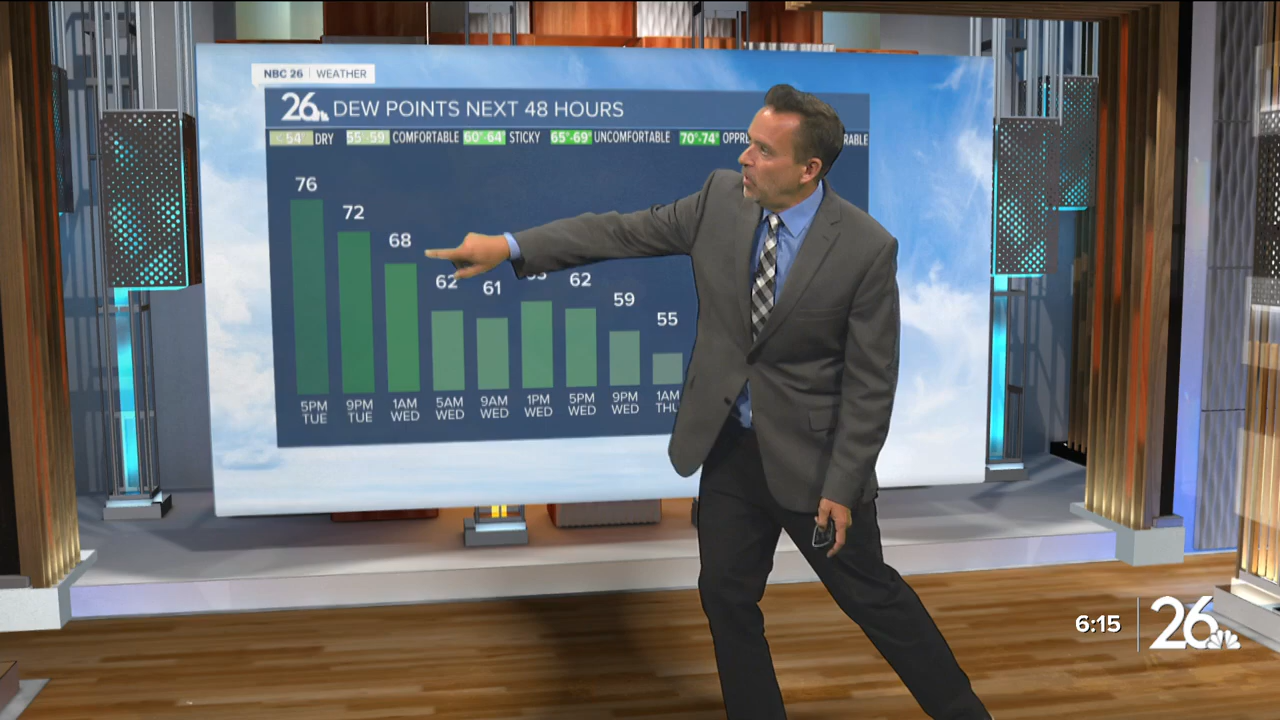 NBC 26 | WEATHER
26 DEW POINTS NEXT 48 HOURS
54° DRY 55°-59° COMFORTABLE 60°-64° STICKY 65°-69° UNCOMFORTABLE 70°-74°
76
72
68
62
61
62
59
55
5PM TUE
9PM TUE
1AM WED
5AM WED
9AM WED
1PM WED
5PM WED
9PM WED
1AM THU
6:15 | 26